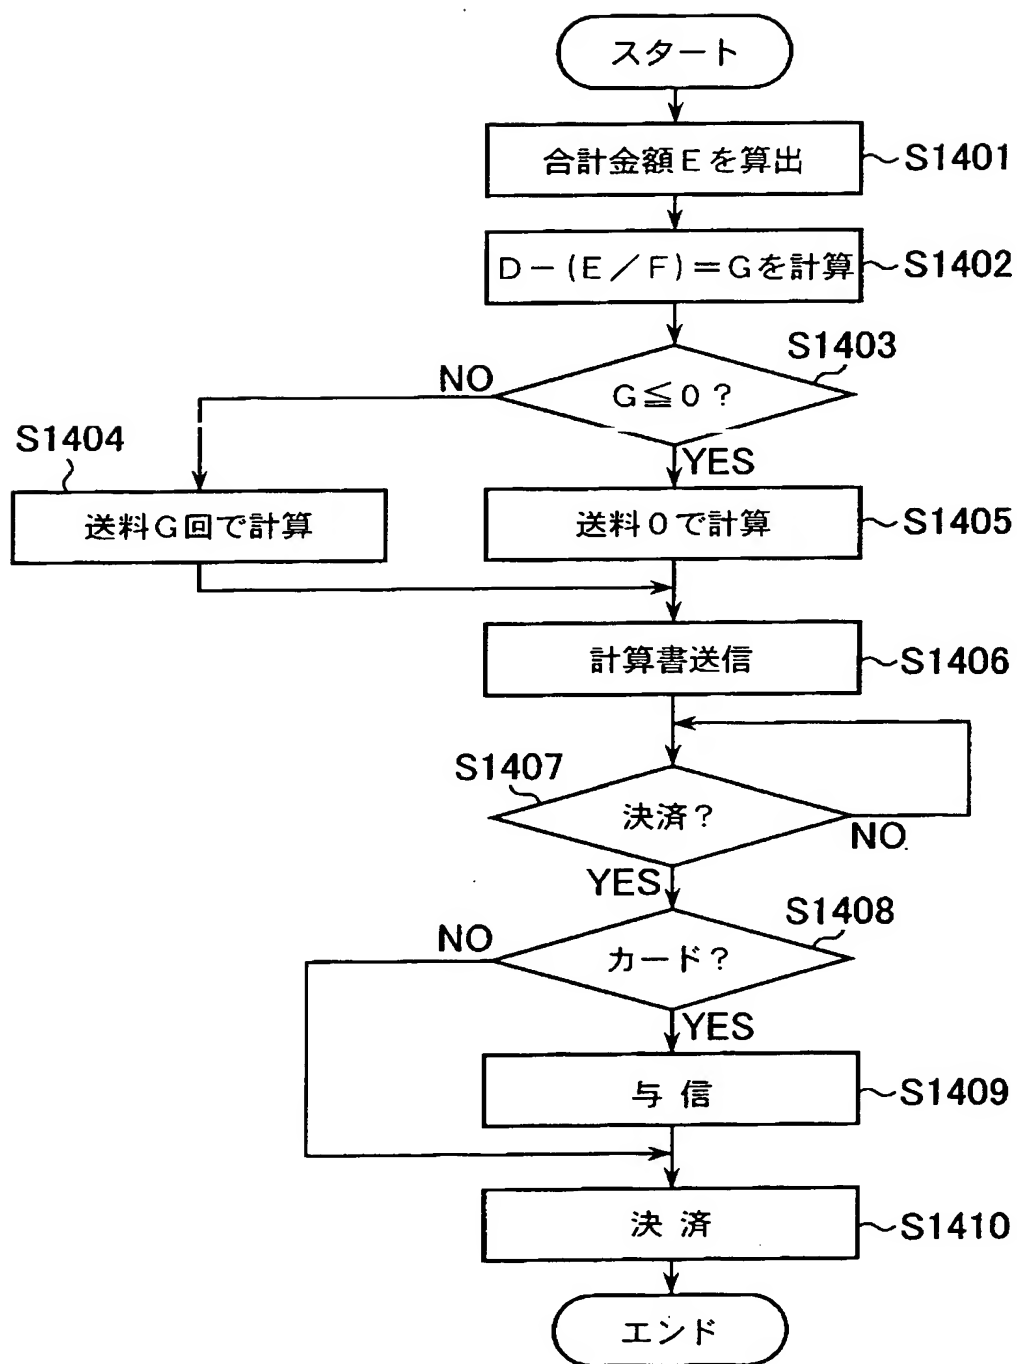 スタート
合計金額Eを算出
S1401
D-(E/F)=Gを計算
S1402
S1403
G≦0?
NO
YES
S1404
送料G回で計算
送料0で計算
S1405
計算書送信
S1406
S1407
決済?
NO
YES
S1408
カード?
NO
YES
与信
S1409
決済
S1410
エンド